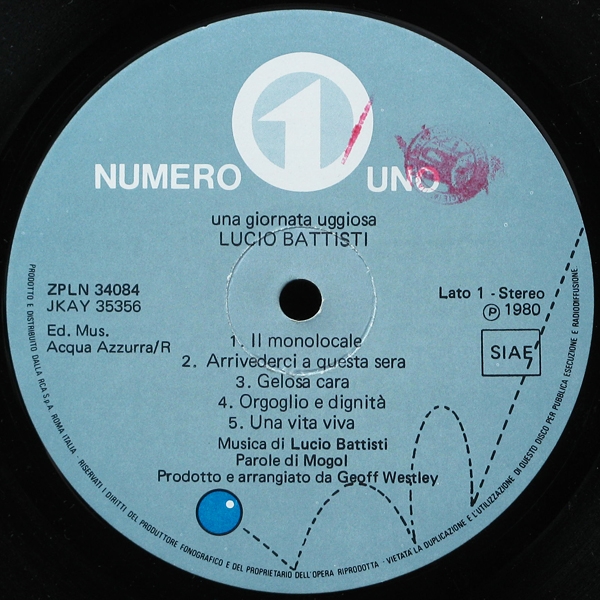 1
NUMERO UNO
una giornata uggiosa
LUCIO BATTISTI
ZPLN 34084
JKAY 35356
Ed. Mus.
Acqua Azzurra/R
Lato 1 - Stereo
Ⓟ 1980
SIAE
1. Il monolocale
2. Arrivederci a questa sera
3. Gelosa cara
4. Orgoglio e dignità
5. Una vita viva
Musica di Lucio Battisti
Parole di Mogol
Prodotto e arrangiato da Geoff Westley
PRODOTTO E DISTRIBUITO DALLA RCA S.p.A. ROMA ITALIA · RISERVATI I DIRITTI DEL PRODUTTORE FONOGRAFICO E DEL PROPRIETARIO DELL'OPERA RIPRODOTTA · VIETATA LA DUPLICAZIONE E L'UTILIZZAZIONE DI QUESTO DISCO PER PUBBLICA ESECUZIONE E RADIODIFFUSIONE